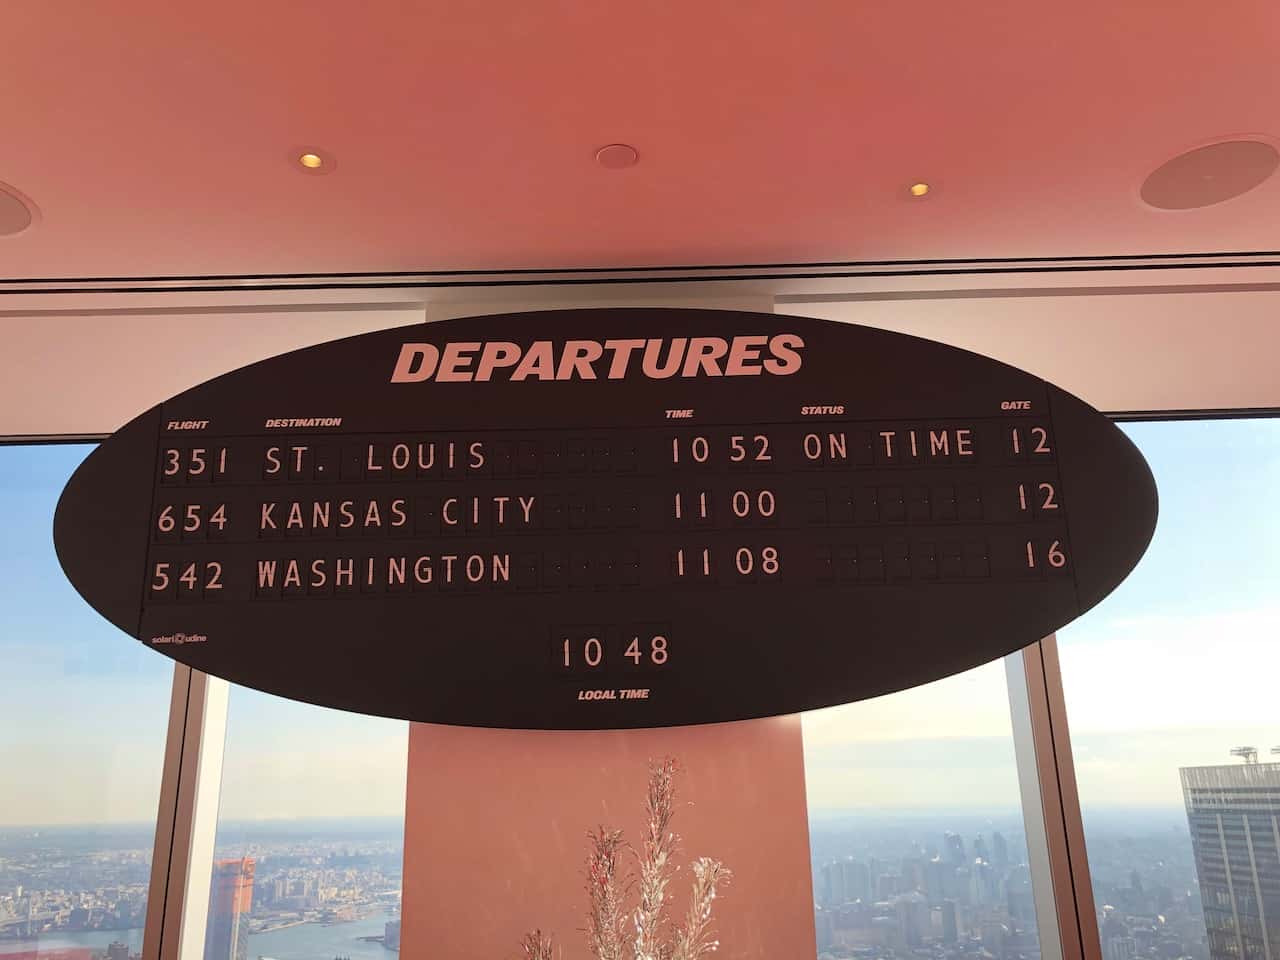 DEPARTURES
FLIGHT DESTINATION TIME STATUS GATE
351 ST. LOUIS 10 52 ON TIME 12
654 KANSAS CITY 11 00 12
542 WASHINGTON 11 08 16
solari udine
10 48
LOCAL TIME